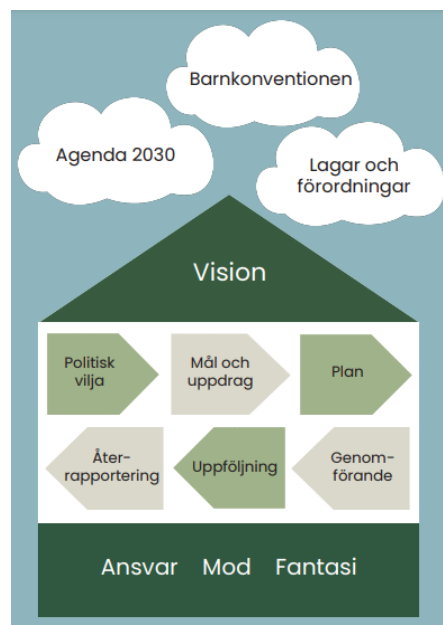 Barnkonventionen
Agenda 2030
Lagar och
förordningar
Vision
Politisk
vilja
Mål och
uppdrag
Plan
Åter-
rapportering
Uppföljning
Genom-
förande
Ansvar Mod Fantasi